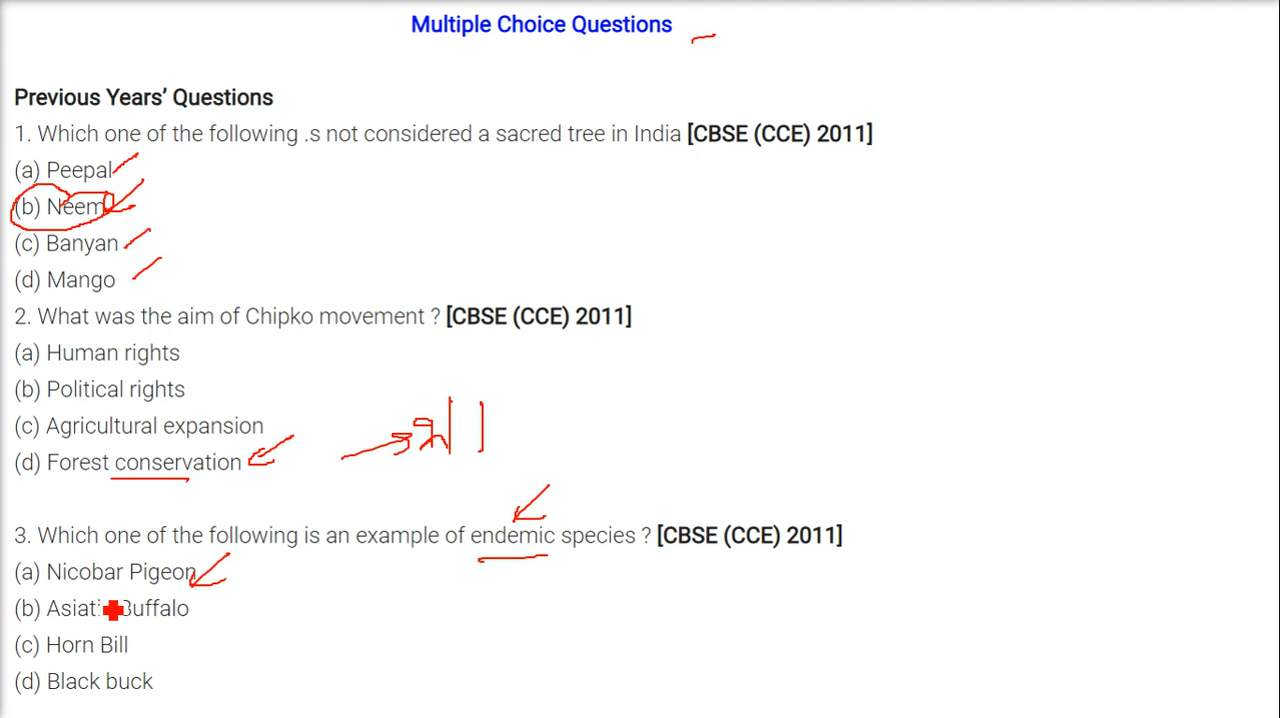 Multiple Choice Questions
Previous Years’ Questions
1. Which one of the following .s not considered a sacred tree in India [CBSE (CCE) 2011]
(a) Peepal
(b) Neem
(c) Banyan
(d) Mango
2. What was the aim of Chipko movement ? [CBSE (CCE) 2011]
(a) Human rights
(b) Political rights
(c) Agricultural expansion
(d) Forest conservation
3. Which one of the following is an example of endemic species ? [CBSE (CCE) 2011]
(a) Nicobar Pigeon
(b) Buffalo
(c) Horn Bill
(d) Black buck